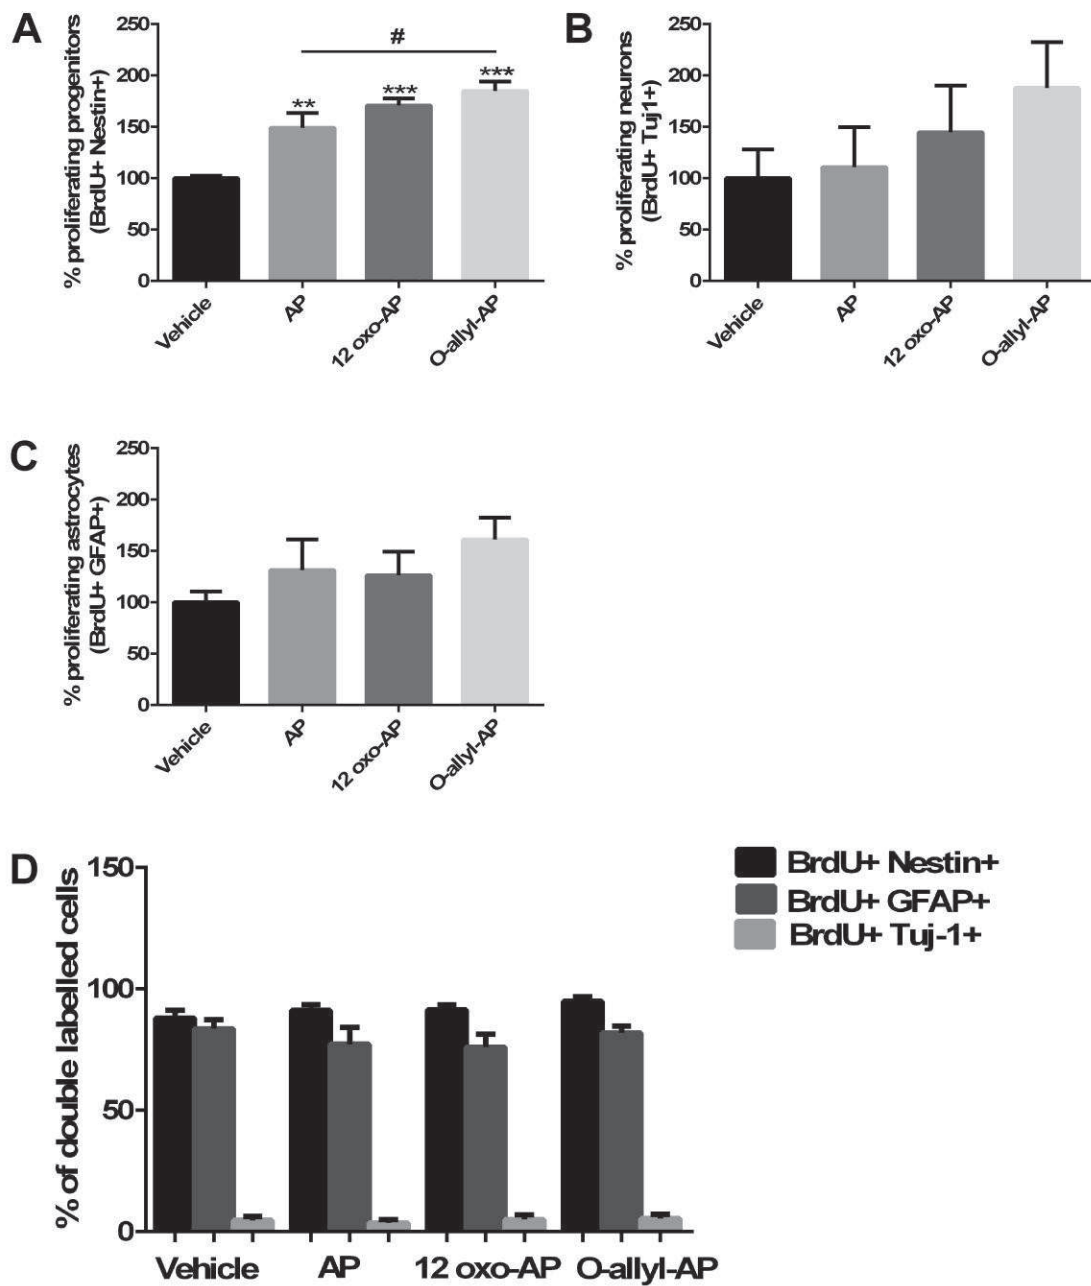 A
% proliferating progenitors
(BrdU+ Nestin+)
250
200
150
100
50
0
#
**
***
***
Vehicle
AP
12 oxo-AP
O-allyl-AP
B
% proliferating neurons
(BrdU+ Tuj1+)
250
200
150
100
50
0
Vehicle
AP
12 oxo-AP
O-allyl-AP
C
% proliferating astrocytes
(BrdU+ GFAP+)
250
200
150
100
50
0
Vehicle
AP
12 oxo-AP
O-allyl-AP
D
% of double labelled cells
150
100
50
0
Vehicle
AP
12 oxo-AP
O-allyl-AP
BrdU+ Nestin+
BrdU+ GFAP+
BrdU+ Tuj-1+